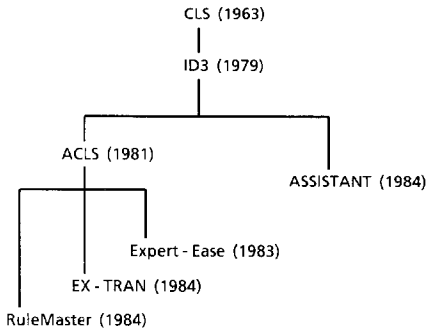 CLS (1963)
ID3 (1979)
ACLS (1981)
ASSISTANT (1984)
Expert-Ease (1983)
EX-TRAN (1984)
RuleMaster (1984)